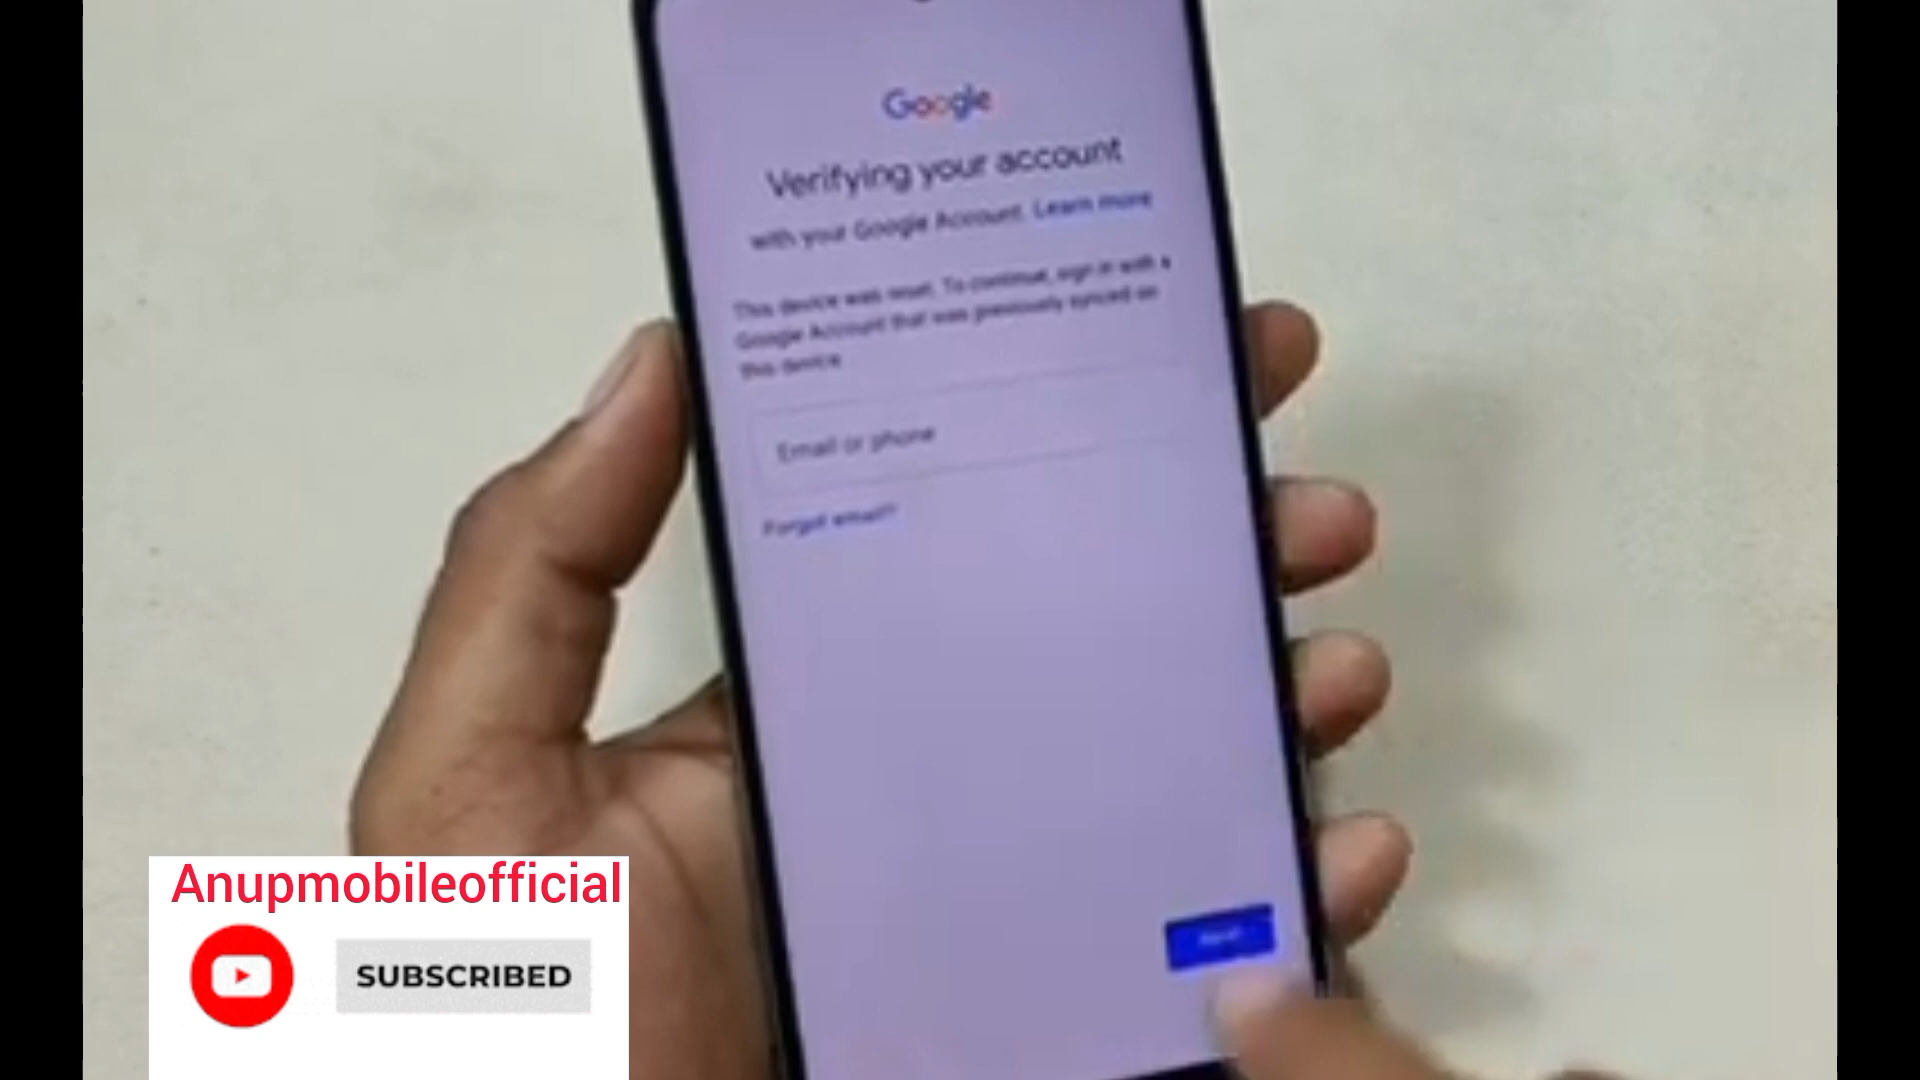 Google
Verifying your account
with your Google Account. Learn more
This device was reset. To continue, sign in with a
Google Account that was previously synced on
this device.
Email or phone
Forgot email?
Next
Anupmobileofficial
SUBSCRIBED